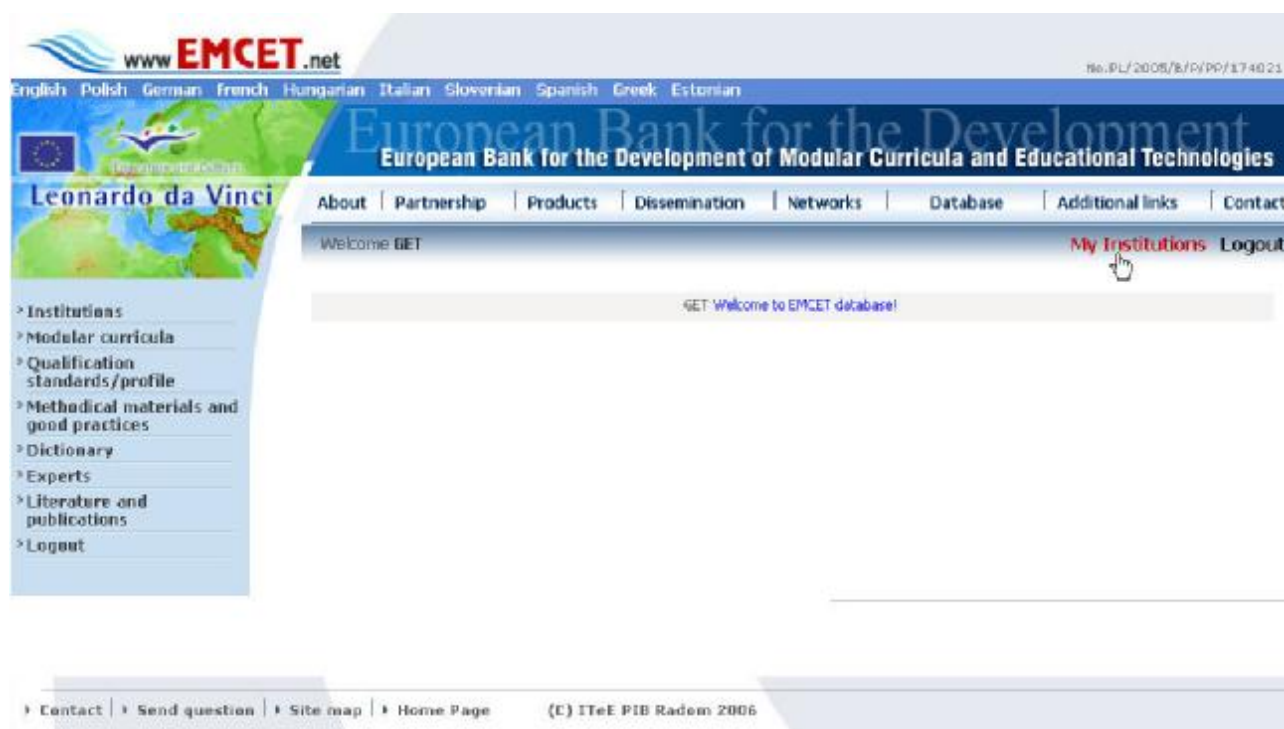 www EMCET.net
No.PL/2005/B/P/PP/174021
English Polish German French Hungarian Italian Slovenian Spanish Greek Estonian
European Bank for the Development
European Bank for the Development of Modular Curricula and Educational Technologies
Education and Culture
Leonardo da Vinci
About Partnership Products Dissemination Networks Database Additional links Contact
Welcome GET
My Institutions Logout
GET Welcome to EMCET database!
Institutions
Modular curricula
Qualification
standards/profile
Methodical materials and
good practices
Dictionary
Experts
Literature and
publications
Logout
Contact Send question Site map Home Page (C) ITeE PIB Radom 2006